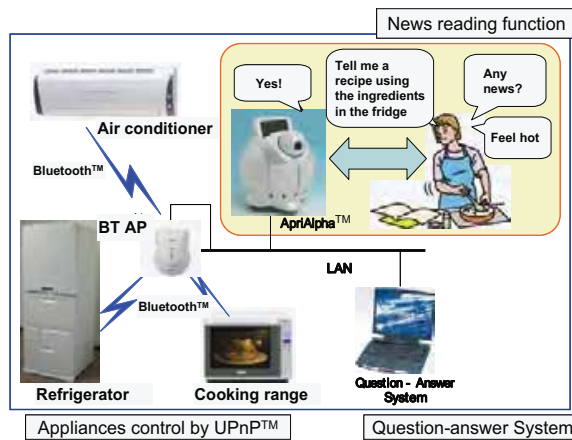 News reading function
Yes!
Tell me a
recipe using
the ingredients
in the fridge
Any
news?
Feel hot
Air conditioner
Bluetooth™
ApriAlpha™
BT AP
LAN
Bluetooth™
Refrigerator
Cooking range
Question - Answer
System
Appliances control by UPnP™
Question-answer System